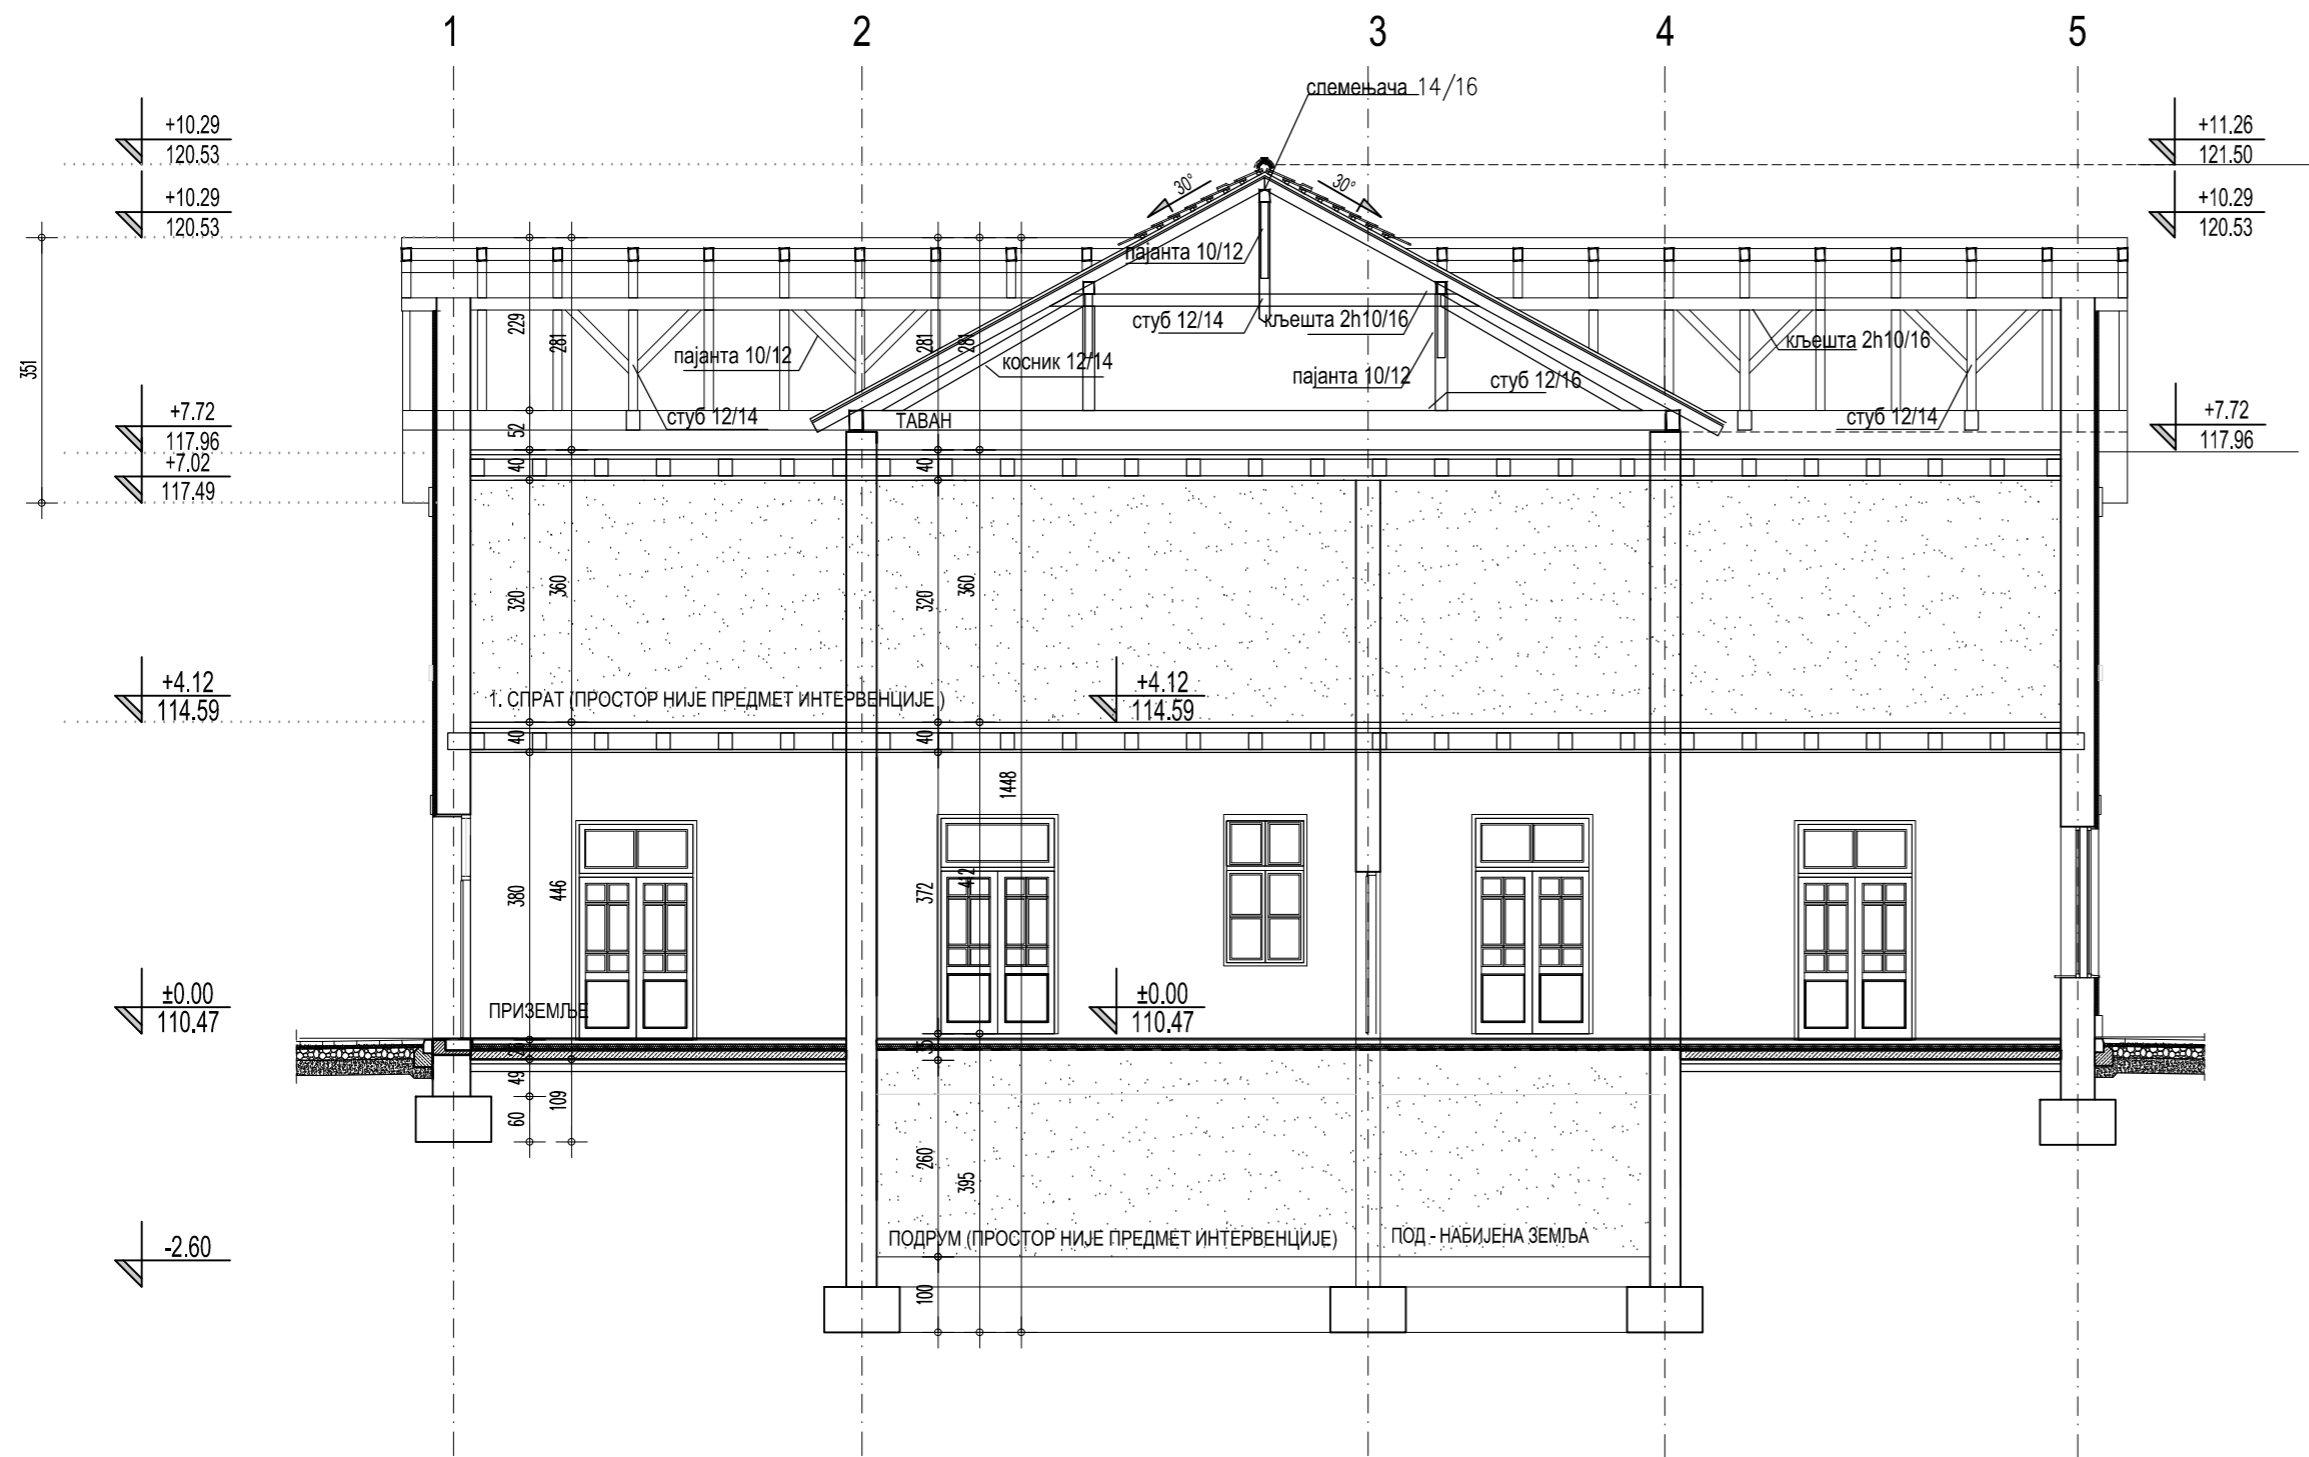 1 2 3 4 5
слемењача 14/16
+10.29
120.53
+11.26
121.50
30° 30°
+10.29
120.53
+10.29
120.53
пајанта 10/12
229
281
281
281
стуб 12/14
кљешта 2h10/16
пајанта 10/12
косник 12/14
351
пајанта 10/12
стуб 12/16
кљешта 2h10/16
+7.72
117.96
стуб 12/14
ТАВАН
стуб 12/14
+7.72
117.96
52
+7.02
117.49
40
40
320
360
320
360
+4.12
114.59
1. СПРАТ (ПРОСТОР НИЈЕ ПРЕДМЕТ ИНТЕРВЕНЦИЈЕ )
+4.12
114.59
40
40
1448
380
446
372
412
±0.00
110.47
ПРИЗЕМЉЕ
±0.00
110.47
35
49
109
60
260
395
-2.60
ПОДРУМ (ПРОСТОР НИЈЕ ПРЕДМЕТ ИНТЕРВЕНЦИЈЕ)
ПОД - НАБИЈЕНА ЗЕМЉА
100